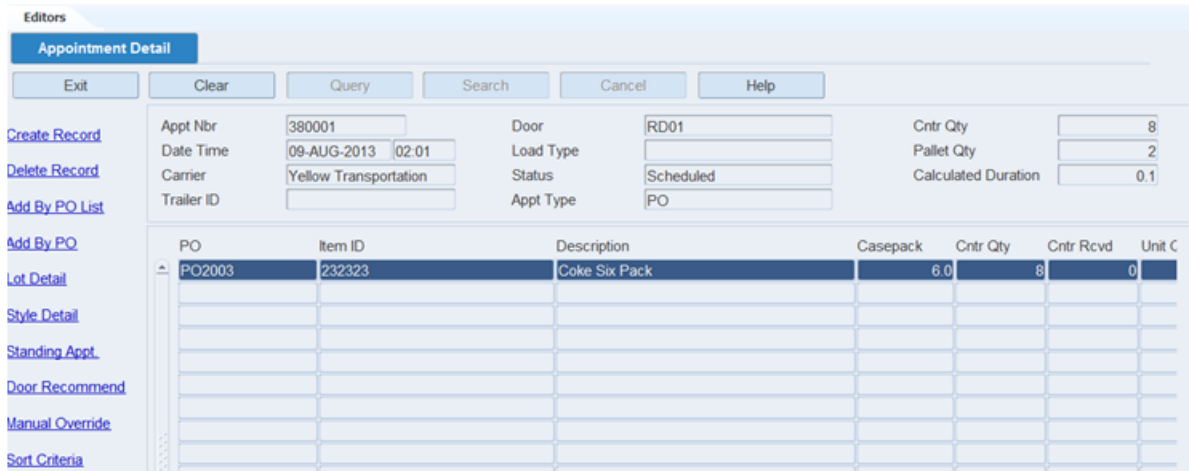 Editors
Appointment Detail
Exit Clear Query Search Cancel Help
Create Record
Delete Record
Add By PO List
Add By PO
Lot Detail
Style Detail
Standing Appt.
Door Recommend
Manual Override
Sort Criteria
Appt Nbr 380001 Door RD01 Cntr Qty 8
Date Time 09-AUG-2013 02:01 Load Type Pallet Qty 2
Carrier Yellow Transportation Status Scheduled Calculated Duration 0.1
Trailer ID Appt Type PO
PO Item ID Description Casepack Cntr Qty Cntr Rcvd Unit
PO2003 232323 Coke Six Pack 6.0 8 0